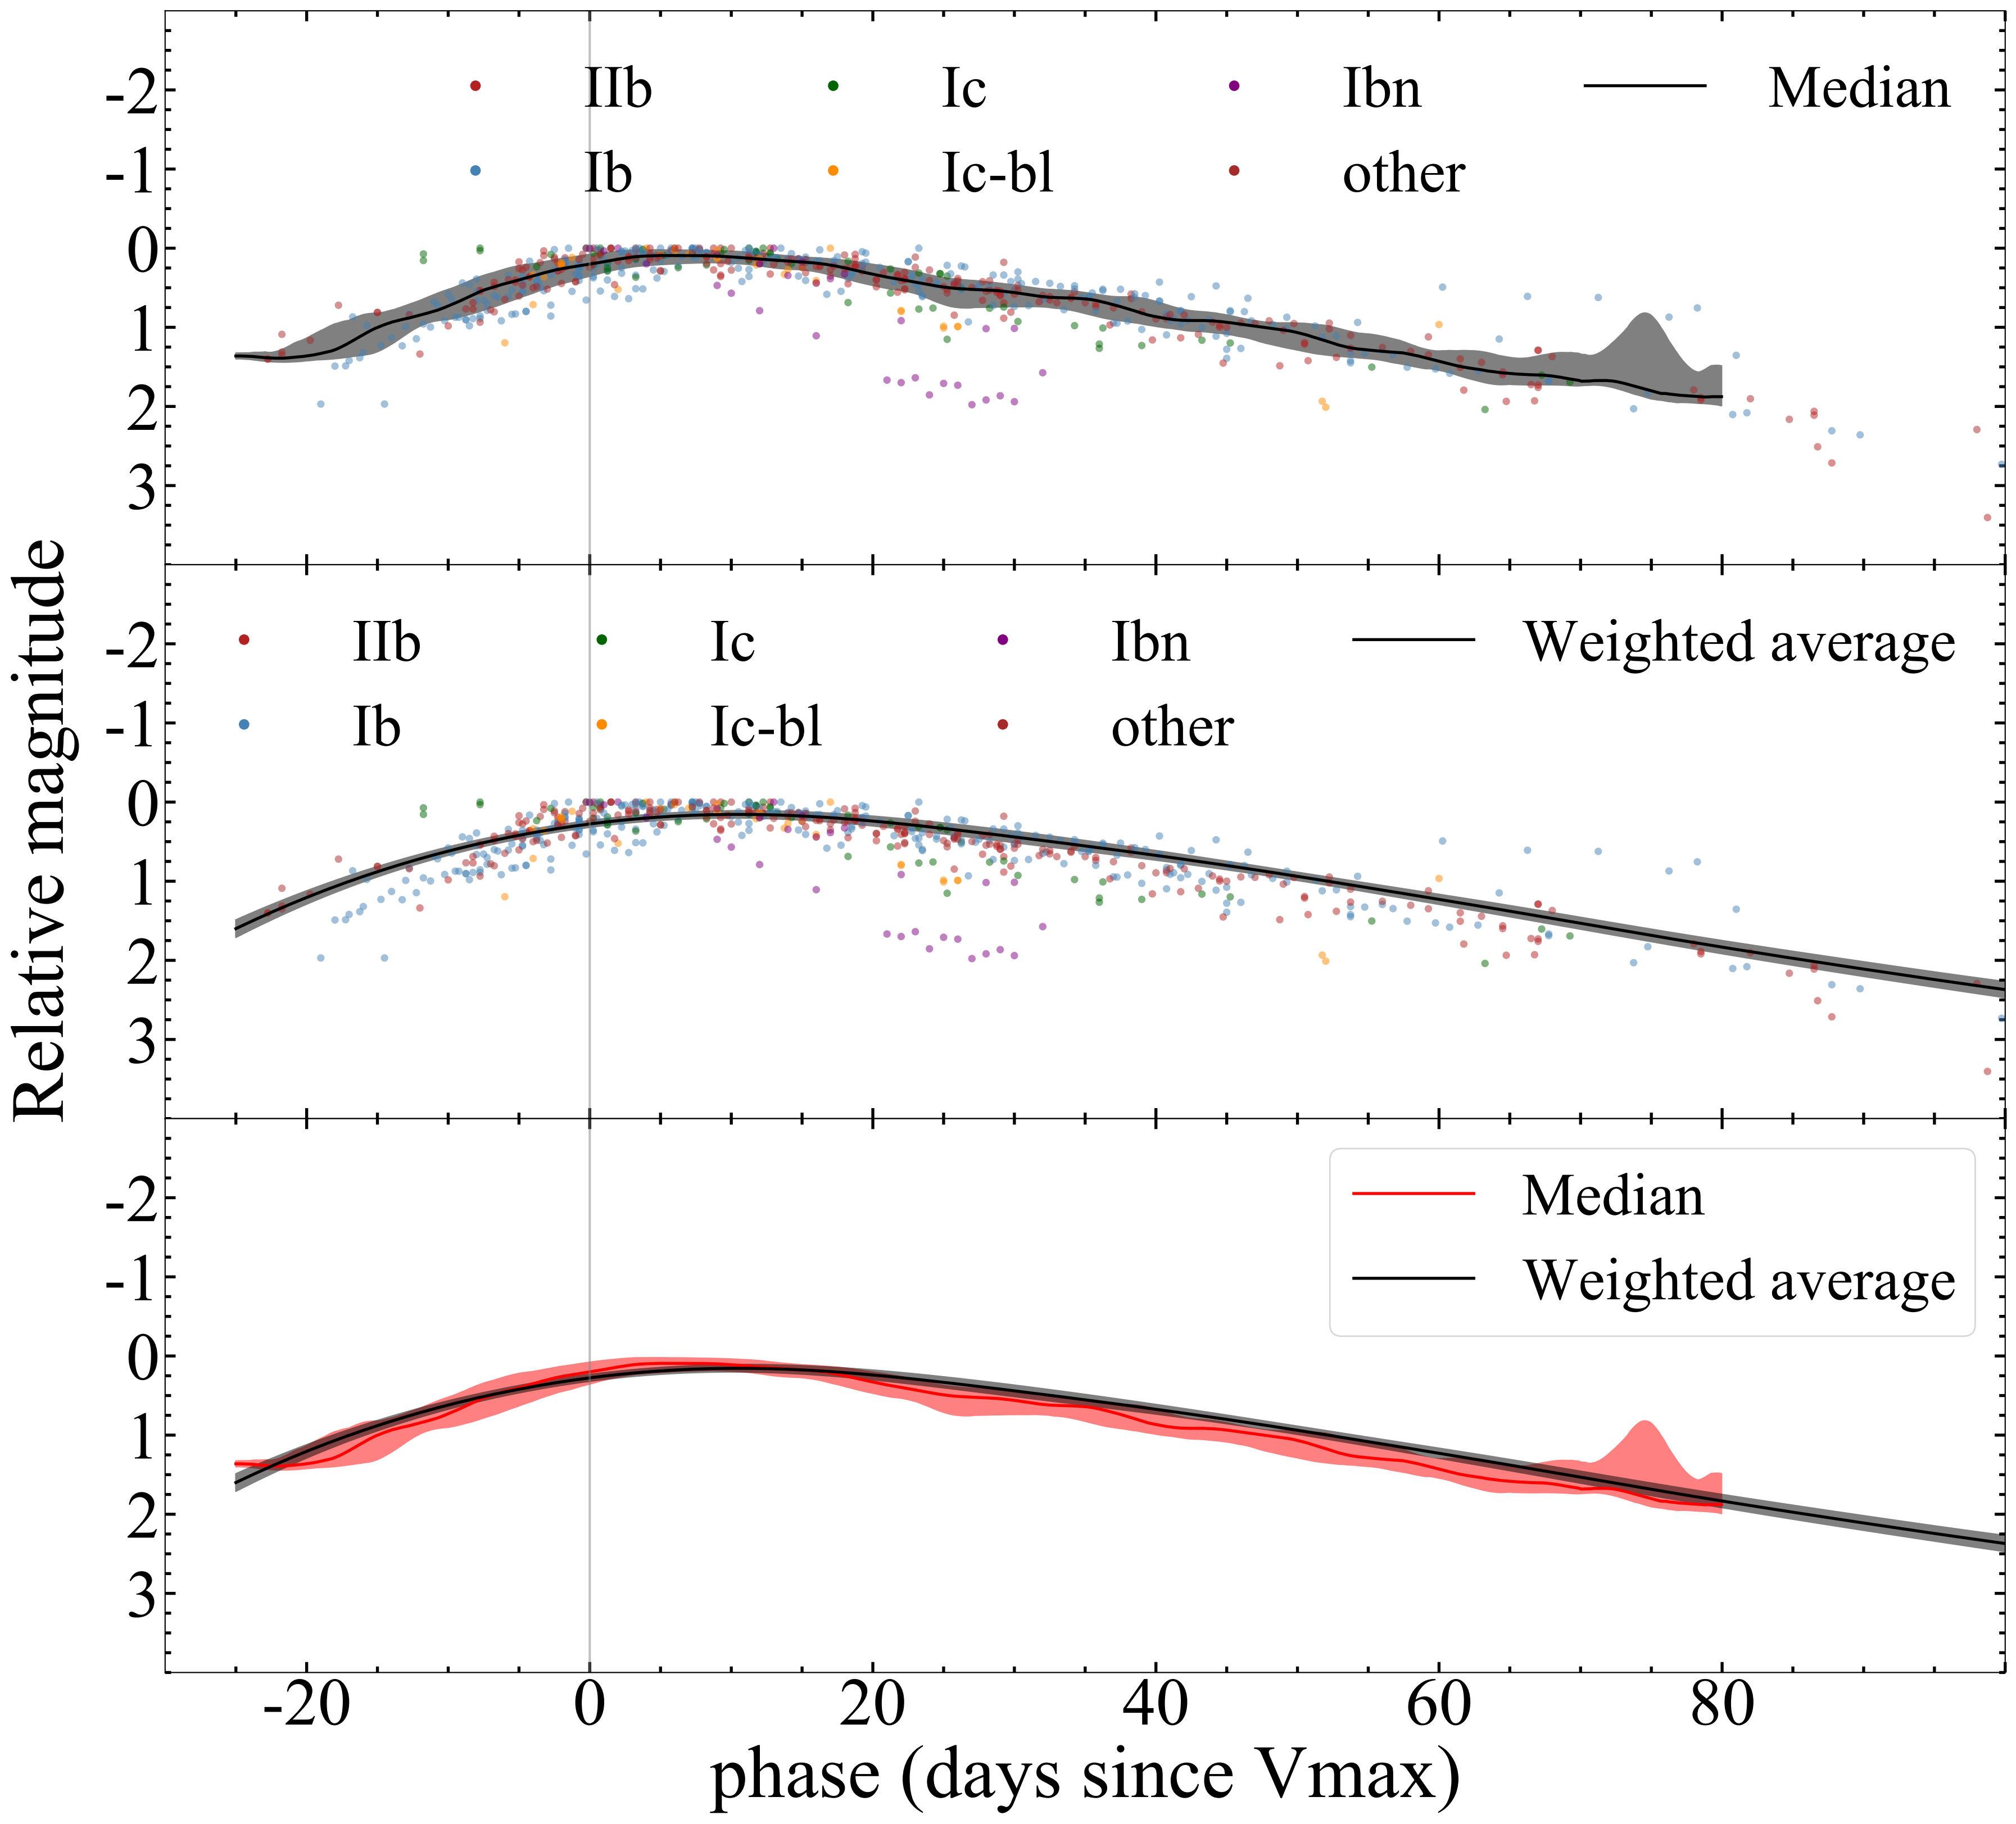 Relative magnitude
IIb Ic Ibn Median
Ib Ic-bl other
-2
-1
0
1
2
3
IIb Ic Ibn Weighted average
Ib Ic-bl other
-2
-1
0
1
2
3
Median
Weighted average
-2
-1
0
1
2
3
-20 0 20 40 60 80
phase (days since Vmax)